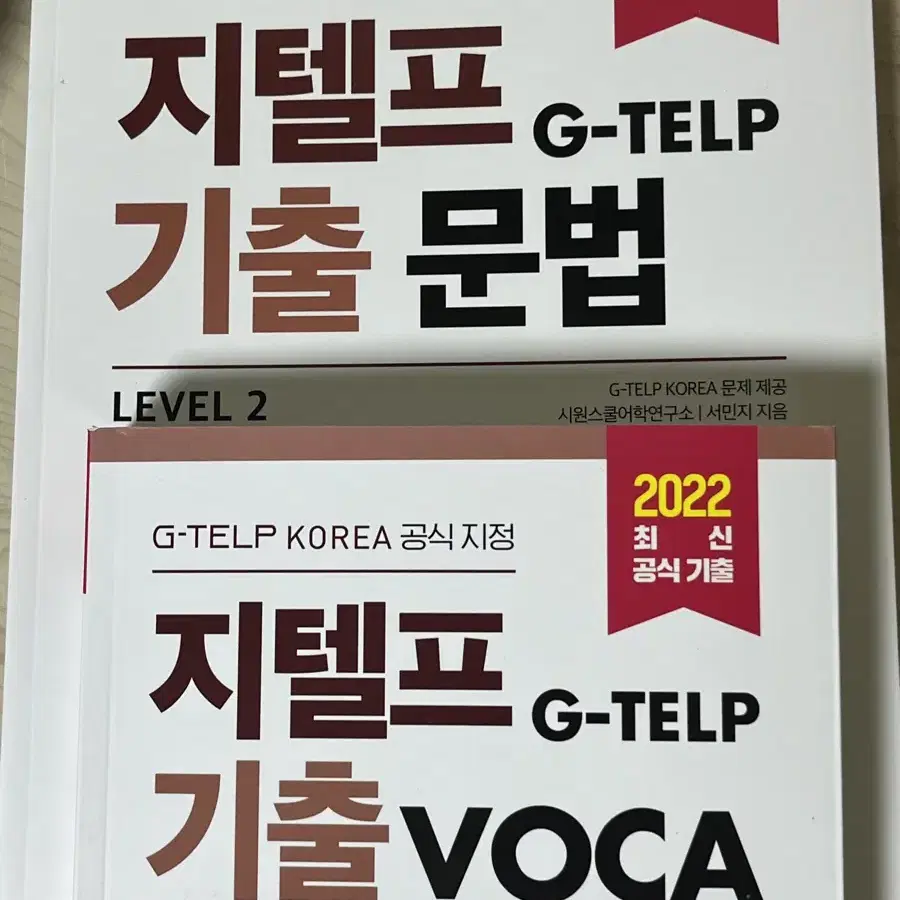 지텔프 G-TELP
기출 문법
LEVEL 2
G-TELP KOREA 문제 제공
시원스쿨어학연구소 | 서민지 지음
2022
최신
공식 기출
G-TELP KOREA 공식 지정
지텔프 G-TELP
기출 VOCA